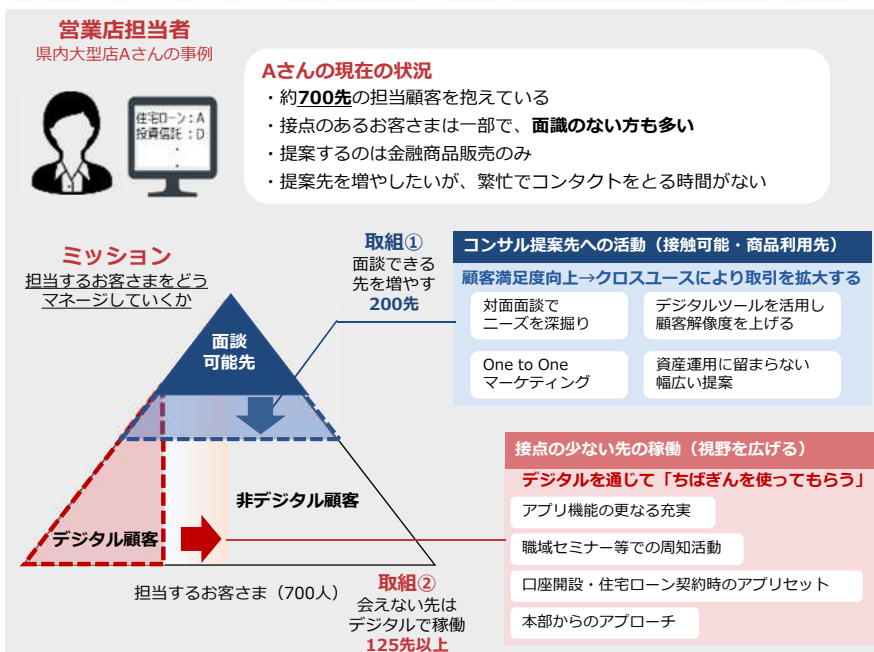 営業店担当者
県内大型店Aさんの事例
住宅ローン：A
投資信託：D
・
・
Aさんの現在の状況
・約700先の担当顧客を抱えている
・接点のあるお客さまは一部で、面識のない方も多い
・提案するのは金融商品販売のみ
・提案先を増やしたいが、繁忙でコンタクトをとる時間がない
ミッション
担当するお客さまをどう
マネージしていくか
取組①
面談できる
先を増やす
200先
コンサル提案先への活動（接触可能・商品利用先）
顧客満足度向上→クロスユースにより取引を拡大する
対面面談で
ニーズを深掘り
デジタルツールを活用し
顧客解像度を上げる
One to One
マーケティング
資産運用に留まらない
幅広い提案
面談
可能先
非デジタル顧客
デジタル顧客
担当するお客さま（700人）
取組②
会えない先は
デジタルで稼働
125先以上
接点の少ない先の稼働（視野を広げる）
デジタルを通じて「ちばぎんを使ってもらう」
アプリ機能の更なる充実
職域セミナー等での周知活動
口座開設・住宅ローン契約時のアプリセット
本部からのアプローチ